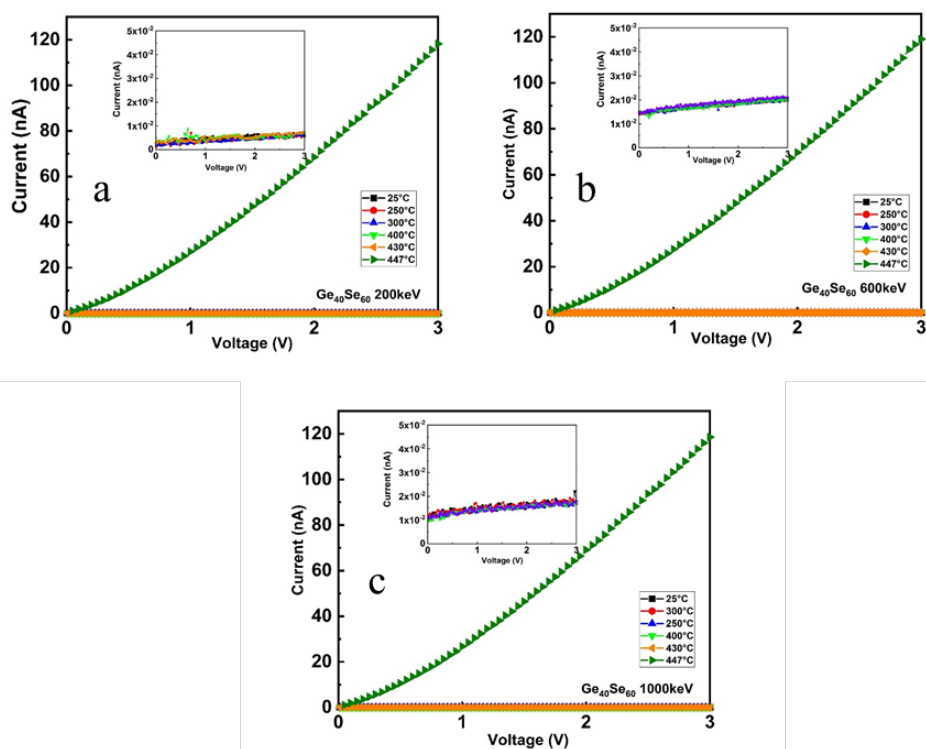 120
100
80
60
40
20
0
Current (nA)
5x10⁻²
4x10⁻²
3x10⁻²
2x10⁻²
1x10⁻²
0
Current (nA)
0 1 2 3
Voltage (V)
a
25°C
250°C
300°C
400°C
430°C
447°C
Ge₄₀Se₆₀ 200keV
0 1 2 3
Voltage (V)
120
100
80
60
40
20
0
Current (nA)
5x10⁻²
4x10⁻²
3x10⁻²
2x10⁻²
1x10⁻²
0
Current (nA)
0 1 2 3
Voltage (V)
b
25°C
250°C
300°C
400°C
430°C
447°C
Ge₄₀Se₆₀ 600keV
0 1 2 3
Voltage (V)
120
100
80
60
40
20
0
Current (nA)
5x10⁻²
4x10⁻²
3x10⁻²
2x10⁻²
1x10⁻²
0
Current (nA)
0 1 2 3
Voltage (V)
c
25°C
300°C
250°C
400°C
430°C
447°C
Ge₄₀Se₆₀ 1000keV
0 1 2 3
Voltage (V)